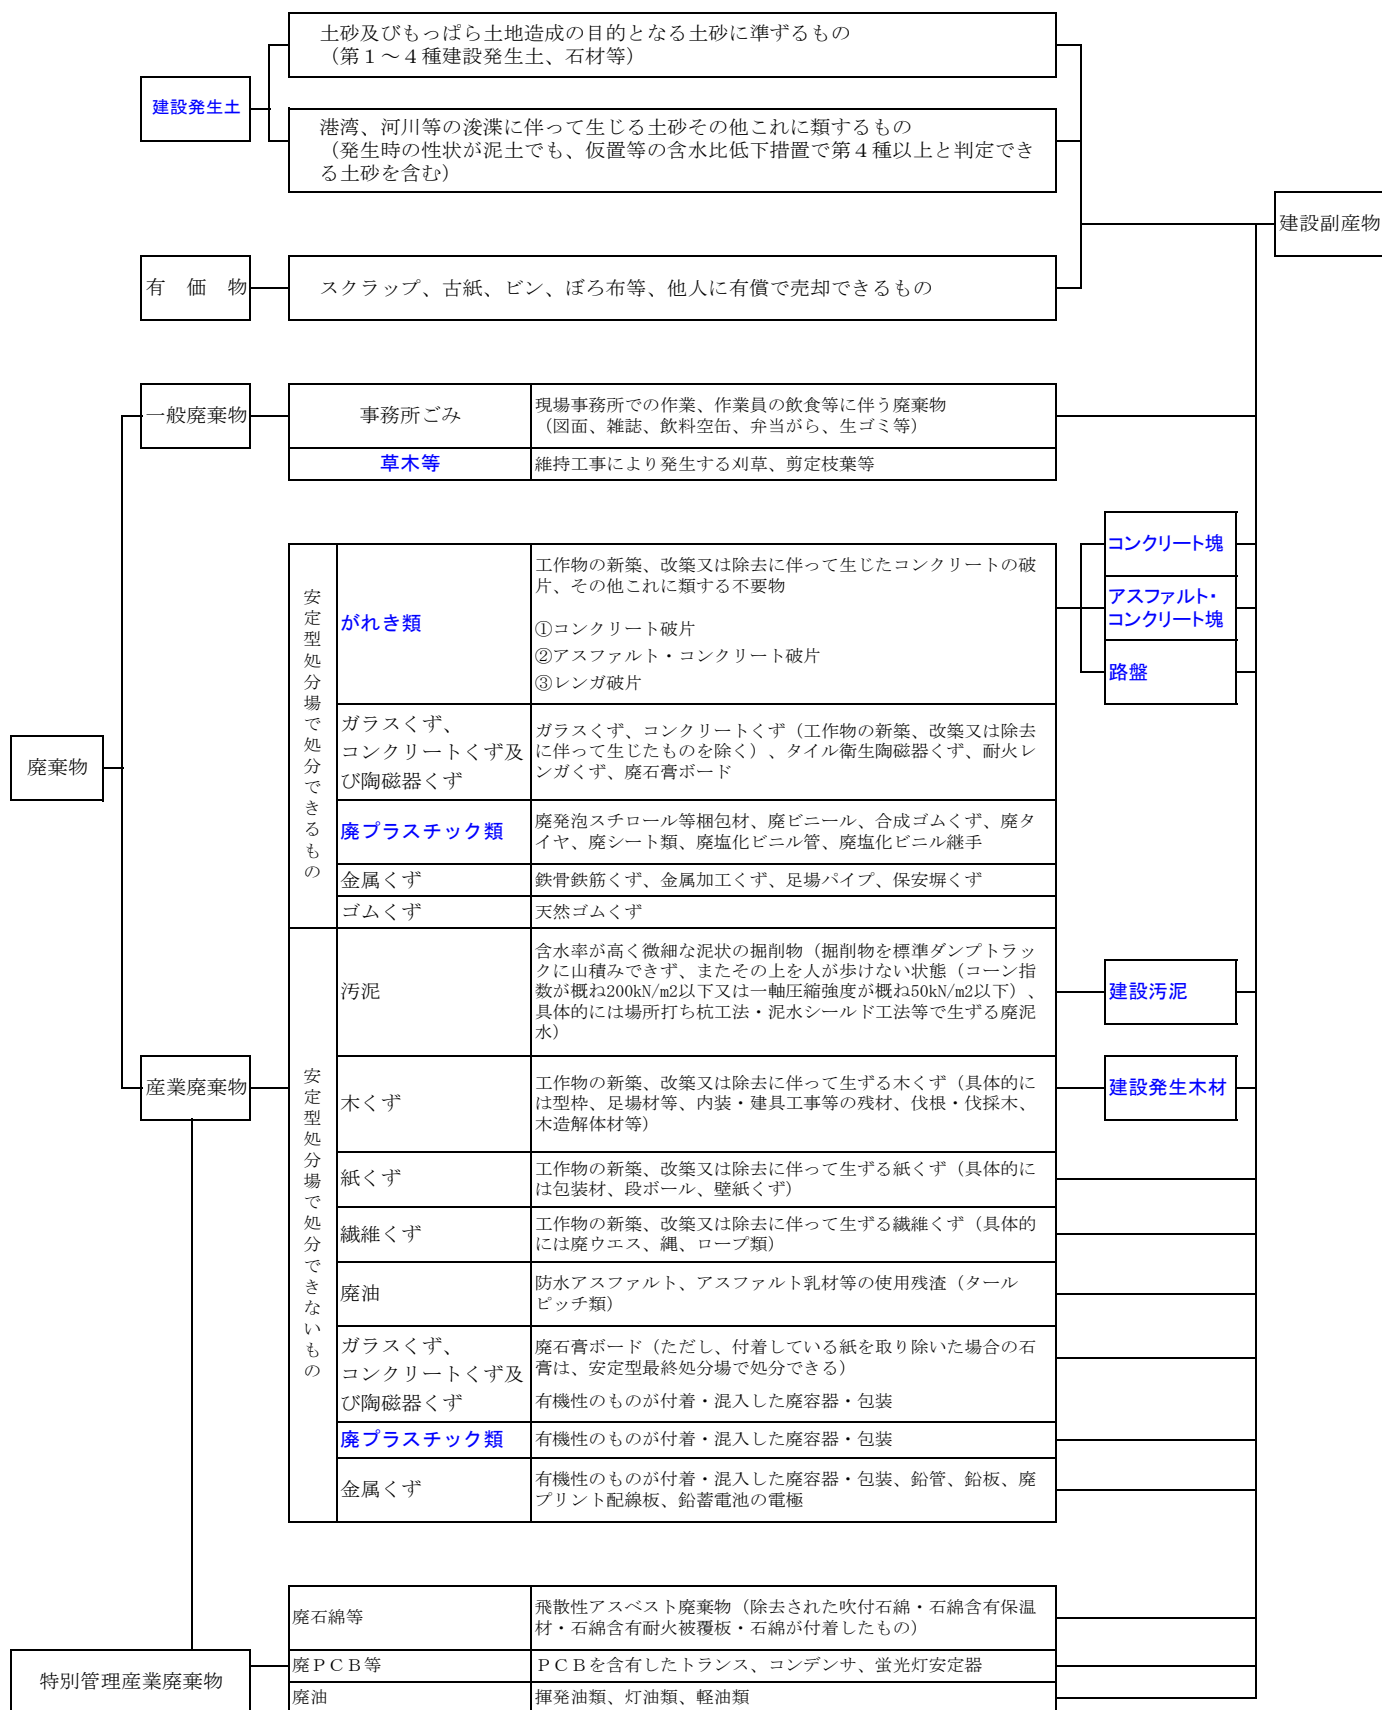 土砂及びもっぱら土地造成の目的となる土砂に準ずるもの
（第１～４種建設発生土、石材等）
建設発生土
港湾、河川等の浚渫に伴って生じる土砂その他これに類するもの
（発生時の性状が泥土でも、仮置等の含水比低下措置で第４種以上と判定でき
る土砂を含む）
建設副産物
有　価　物
スクラップ、古紙、ビン、ぼろ布等、他人に有償で売却できるもの
一般廃棄物
事務所ごみ
現場事務所での作業、作業員の飲食等に伴う廃棄物
（図面、雑誌、飲料空缶、弁当がら、生ゴミ等）
草木等
維持工事により発生する刈草、剪定枝葉等
廃棄物
安定型処分場で処分できるもの
がれき類
工作物の新築、改築又は除去に伴って生じたコンクリートの破
片、その他これに類する不要物
①コンクリート破片
②アスファルト・コンクリート破片
③レンガ破片
コンクリート塊
アスファルト・
コンクリート塊
路盤
ガラスくず、
コンクリートくず及
び陶磁器くず
ガラスくず、コンクリートくず（工作物の新築、改築又は除去
に伴って生じたものを除く）、タイル衛生陶磁器くず、耐火レ
ンガくず、廃石膏ボード
廃プラスチック類
廃発泡スチロール等梱包材、廃ビニール、合成ゴムくず、廃タ
イヤ、廃シート類、廃塩化ビニル管、廃塩化ビニル継手
金属くず
鉄骨鉄筋くず、金属加工くず、足場パイプ、保安塀くず
ゴムくず
天然ゴムくず
産業廃棄物
安定型処分場で処分できないもの
汚泥
含水率が高く微細な泥状の掘削物（掘削物を標準ダンプトラッ
クに山積みできず、またその上を人が歩けない状態（コーン指
数が概ね200kN/m2以下又は一軸圧縮強度が概ね50kN/m2以下）、
具体的には場所打ち杭工法・泥水シールド工法等で生ずる廃泥
水）
建設汚泥
木くず
工作物の新築、改築又は除去に伴って生ずる木くず（具体的に
は型枠、足場材等、内装・建具工事等の残材、伐根・伐採木、
木造解体材等）
建設発生木材
紙くず
工作物の新築、改築又は除去に伴って生ずる紙くず（具体的に
は包装材、段ボール、壁紙くず）
繊維くず
工作物の新築、改築又は除去に伴って生ずる繊維くず（具体的
には廃ウエス、縄、ロープ類）
廃油
防水アスファルト、アスファルト乳材等の使用残渣（タール
ピッチ類）
ガラスくず、
コンクリートくず及
び陶磁器くず
廃石膏ボード（ただし、付着している紙を取り除いた場合の石
膏は、安定型最終処分場で処分できる）
有機性のものが付着・混入した廃容器・包装
廃プラスチック類
有機性のものが付着・混入した廃容器・包装
金属くず
有機性のものが付着・混入した廃容器・包装、鉛管、鉛板、廃
プリント配線板、鉛蓄電池の電極
特別管理産業廃棄物
廃石綿等
飛散性アスベスト廃棄物（除去された吹付石綿・石綿含有保温
材・石綿含有耐火被覆板・石綿が付着したもの）
廃ＰＣＢ等
ＰＣＢを含有したトランス、コンデンサ、蛍光灯安定器
廃油
揮発油類、灯油類、軽油類